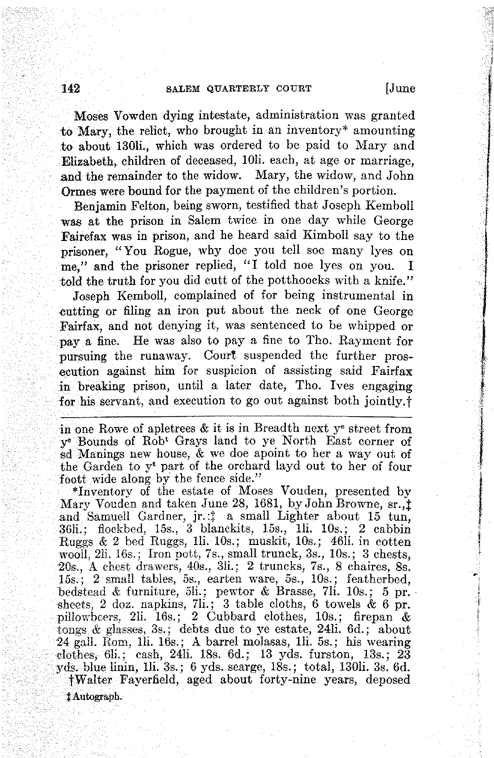 142 SALEM QUARTERLY COURT [June
Moses Vowden dying intestate, administration was granted
to Mary, the relict, who brought in an inventory* amounting
to about 130li., which was ordered to be paid to Mary and
Elizabeth, children of deceased, 10li. each, at age or marriage,
and the remainder to the widow. Mary, the widow, and John
Ormes were bound for the payment of the children's portion.
Benjamin Felton, being sworn, testified that Joseph Kemboll
was at the prison in Salem twice in one day while George
Fairefax was in prison, and he heard said Kimboll say to the
prisoner, "You Rogue, why doe you tell soe many lyes on
me," and the prisoner replied, "I told noe lyes on you. I
told the truth for you did cutt of the potthoocks with a knife."
Joseph Kemboll, complained of for being instrumental in
cutting or filing an iron put about the neck of one George
Fairfax, and not denying it, was sentenced to be whipped or
pay a fine. He was also to pay a fine to Tho. Rayment for
pursuing the runaway. Court suspended the further pros-
ecution against him for suspicion of assisting said Fairfax
in breaking prison, until a later date, Tho. Ives engaging
for his servant, and execution to go out against both jointly.†
in one Rowe of apletrees & it is in Breadth next yᵉ street from
yᵉ Bounds of Robᵗ Grays land to ye North East corner of
sd Manings new house, & we doe apoint to her a way out of
the Garden to yᵗ part of the orchard layd out to her of four
foott wide along by the fence side."
*Inventory of the estate of Moses Vouden, presented by
Mary Vouden and taken June 28, 1681, by John Browne, sr.,‡
and Samuell Gardner, jr.:‡ a small Lighter about 15 tun,
36li.; flockbed, 15s., 3 blanckits, 15s., 1li. 10s.; 2 cabbin
Ruggs & 2 bed Ruggs, 1li. 10s.; muskit, 10s.; 46li. in cotten
wooll, 2li. 16s.; Iron pott, 7s., small trunck, 3s., 10s.; 3 chests,
20s., A chest drawers, 40s., 3li.; 2 truncks, 7s., 8 chaires, 8s.
15s.; 2 small tables, 5s., earten ware, 5s., 10s.; featherbed,
bedstead & furniture, 5li.; pewtor & Brasse, 7li. 10s.; 5 pr.
sheets, 2 doz. napkins, 7li.; 3 table cloths, 6 towels & 6 pr.
pillowbeers, 2li. 16s.; 2 Cubbard clothes, 10s.; firepan &
tongs & glasses, 3s.; debts due to ye estate, 24li. 6d.; about
24 gall. Rom, 1li. 16s.; A barrel molasas, 1li. 5s.; his wearing
clothes, 6li.; cash, 24li. 18s. 6d.; 13 yds. furston, 13s.; 23
yds. blue linin, 1li. 3s.; 6 yds. searge, 18s.; total, 130li. 3s. 6d.
†Walter Fayerfield, aged about forty-nine years, deposed
‡Autograph.